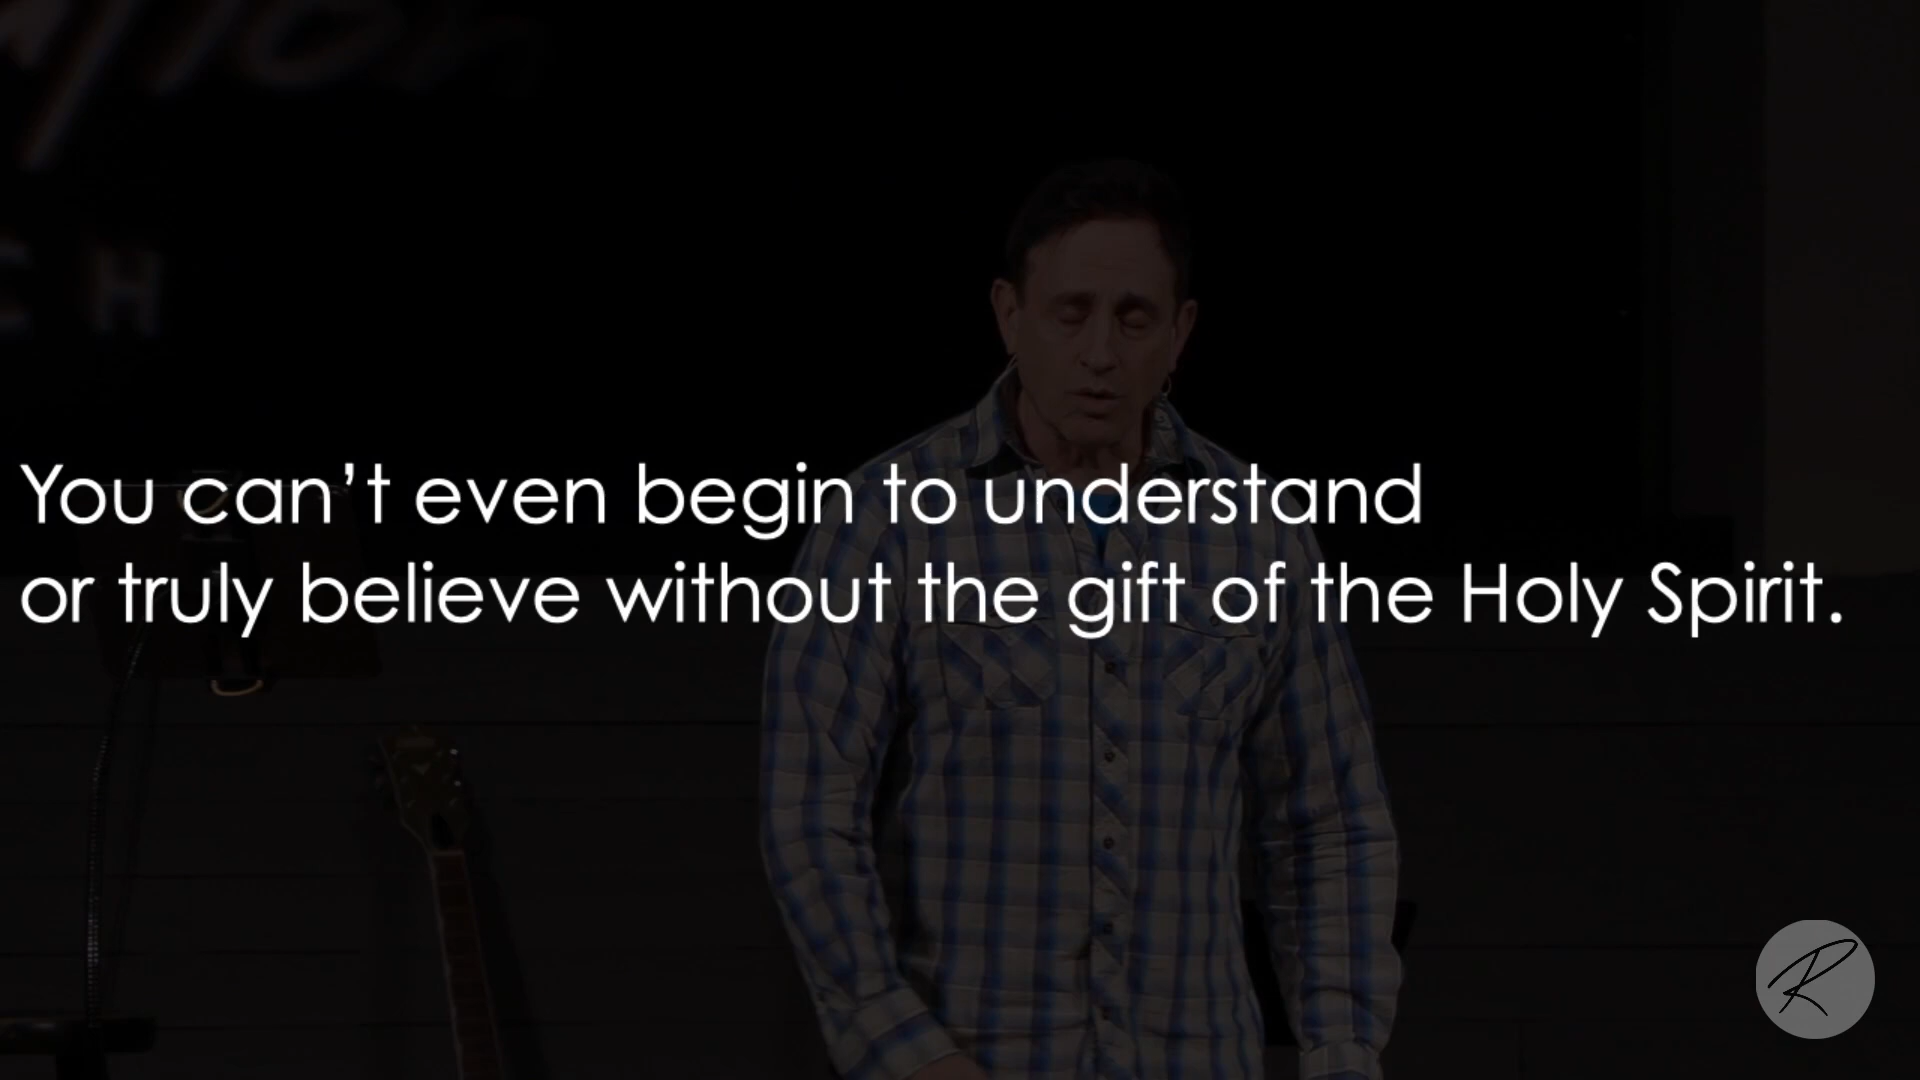 C H
You can’t even begin to understand
or truly believe without the gift of the Holy Spirit.
R